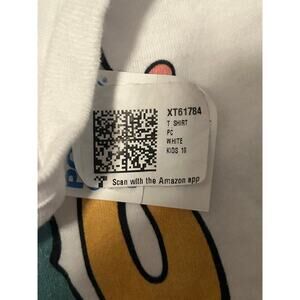 XT61784
T SHIRT
PC
WHITE
KIDS 10
Scan with the Amazon app